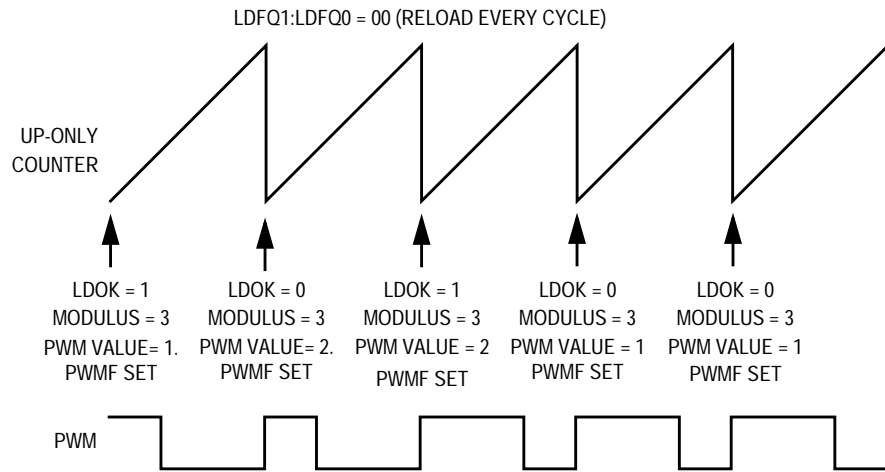 LDFQ1:LDFQ0 = 00 (RELOAD EVERY CYCLE)
UP-ONLY
COUNTER
LDOK = 1
MODULUS = 3
PWM VALUE= 1.
PWMF SET
LDOK = 0
MODULUS = 3
PWM VALUE= 2.
PWMF SET
LDOK = 1
MODULUS = 3
PWM VALUE = 2
PWMF SET
LDOK = 0
MODULUS = 3
PWM VALUE = 1
PWMF SET
LDOK = 0
MODULUS = 3
PWM VALUE = 1
PWMF SET
PWM